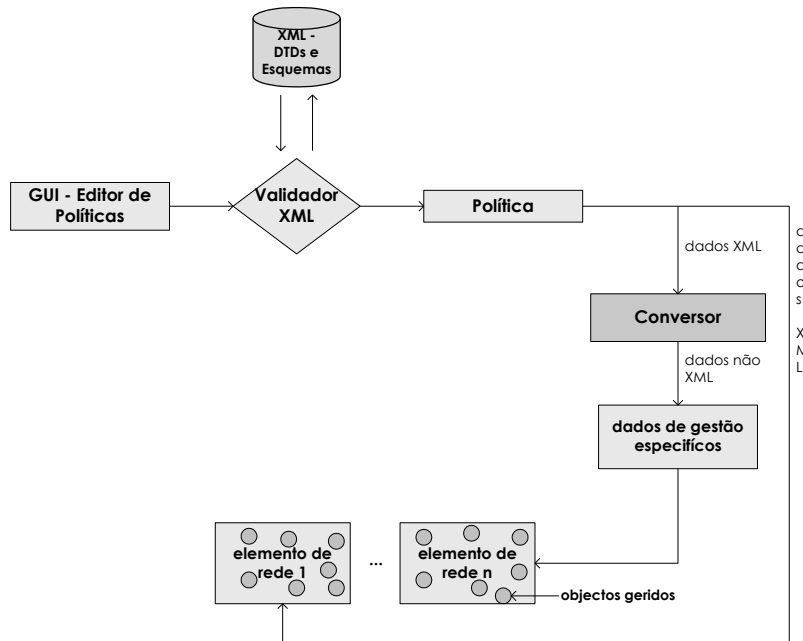 XML -
DTDs e
Esquemas
GUI - Editor de
Políticas
Validador
XML
Política
dados XML
d
a
d
o
s
X
M
L
Conversor
dados não
XML
dados de gestão
especifícos
elemento de
rede 1
...
elemento de
rede n
objectos geridos